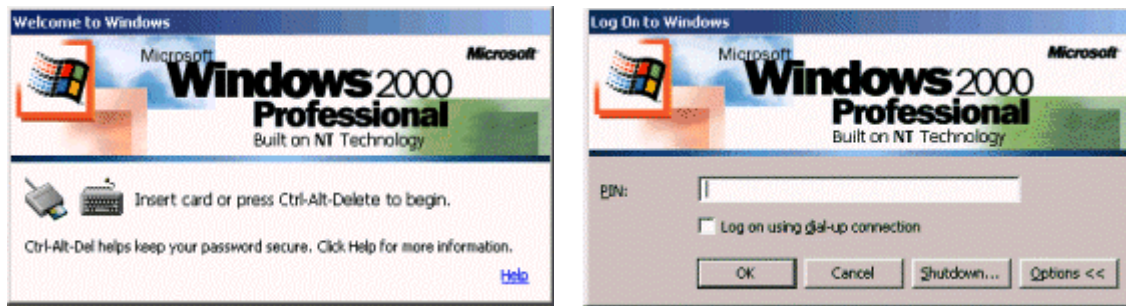 Welcome to Windows
Microsoft
Microsoft
Windows 2000
Professional
Built on NT Technology
Insert card or press Ctrl-Alt-Delete to begin.
Ctrl-Alt-Del helps keep your password secure. Click Help for more information.
Help
Log On to Windows
Microsoft
Microsoft
Windows 2000
Professional
Built on NT Technology
PIN:
Log on using dial-up connection
OK Cancel Shutdown... Options <<